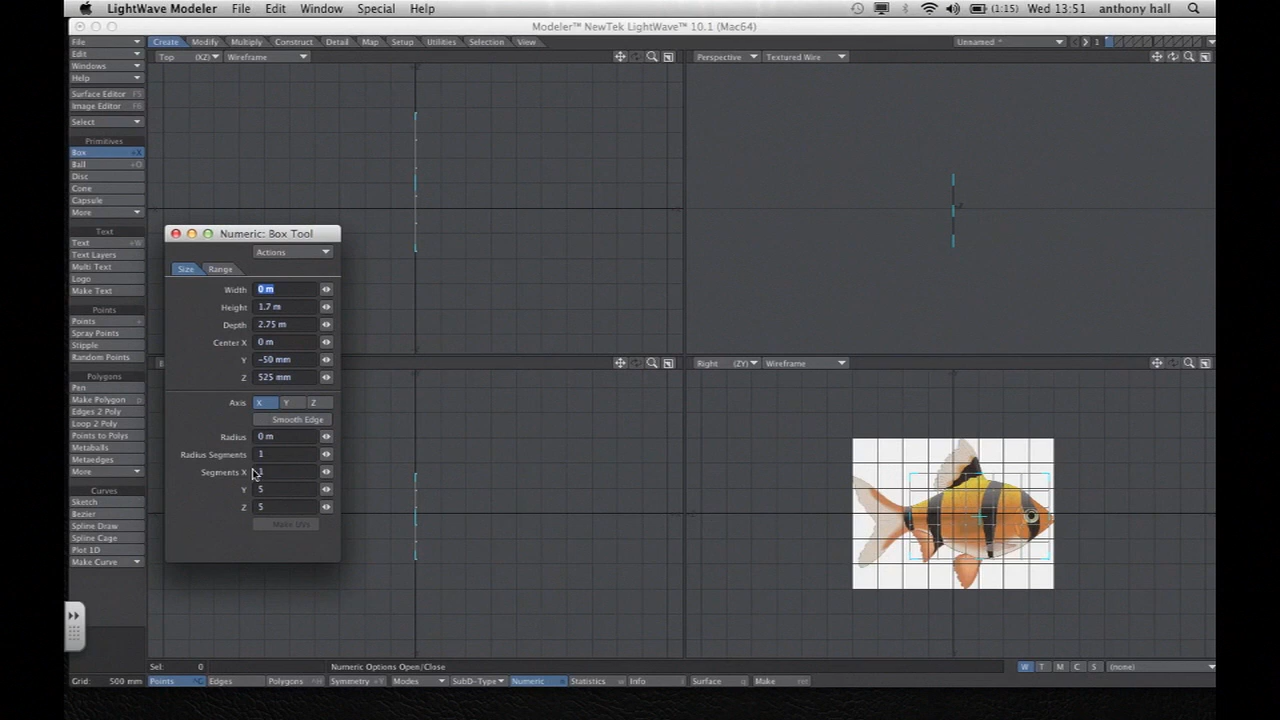 LightWave Modeler File Edit Window Special Help (1:15) Wed 13:51 anthony hall
Modeler™ NewTek LightWave™ 10.1 (Mac64)
File
Edit
Windows
Help
Surface Editor F5
Image Editor F6
Select
Primitives
Box +X
Ball +O
Disc
Cone
Capsule
More
Text
Text +W
Text Layers
Multi Text
Logo
Make Text
Points
Points +
Spray Points
Stipple
Random Points
Polygons
Pen
Make Polygon p
Edges 2 Poly
Loop 2 Poly
Points to Polys
Metaballs
Metaedges
More
Curves
Sketch
Bezier
Spline Draw
Spline Cage
Plot 1D
Make Curve
Create Modify Multiply Construct Detail Map Setup Utilities Selection View Unnamed * 1
Top (XZ) Wireframe
Perspective Textured Wire
Numeric: Box Tool
Actions
Size Range
Width 0 m
Height 1.7 m
Depth 2.75 m
Center X 0 m
Y -50 mm
Z 525 mm
Axis X Y Z
Smooth Edge
Radius 0 m
Radius Segments 1
Segments X 1
Y 5
Z 5
Make UVs
Right (ZY) Wireframe
Sel: 0 Numeric Options Open/Close W T M C S (none)
Grid: 500 mm Points ^G Edges Polygons ^H Symmetry +Y Modes SubD-Type Numeric n Statistics w Info i Surface q Make ret